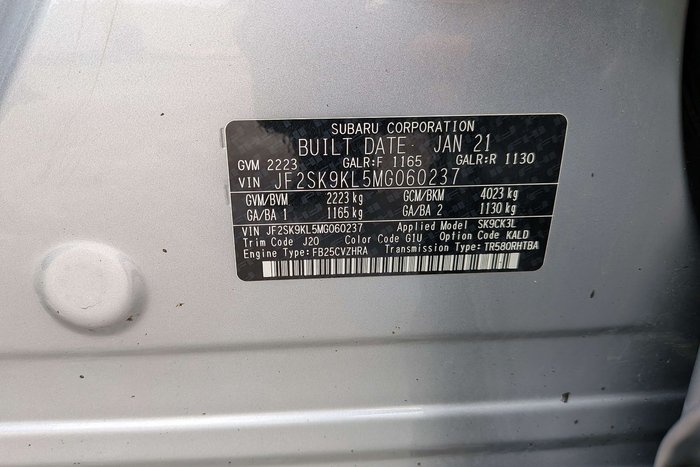 SUBARU CORPORATION
BUILT DATE JAN 21
GVM 2223 GALR:F 1165 GALR:R 1130
VIN JF2SK9KL5MG060237
GVM/BVM 2223 kg GCM/BKM 4023 kg
GA/BA 1 1165 kg GA/BA 2 1130 kg
VIN JF2SK9KL5MG060237 Applied Model SK9CK3L
Trim Code J20 Color Code G1U Option Code KALD
Engine Type:FB25CVZHRA Transmission Type:TR580RHTBA